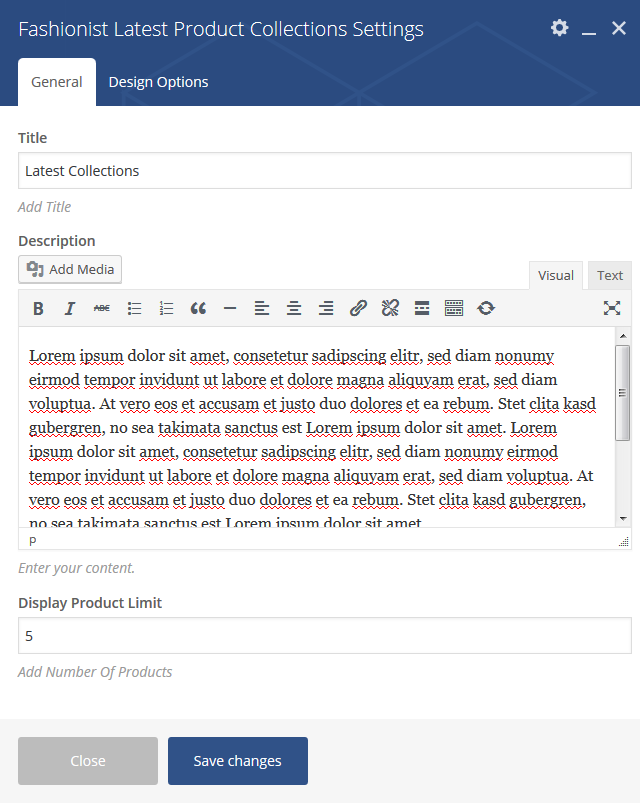 Fashionist Latest Product Collections Settings
General Design Options
Title
Latest Collections
Add Title
Description
Add Media
Visual Text
B I ABC
Lorem ipsum dolor sit amet, consetetur sadipscing elitr, sed diam nonumy
eirmod tempor invidunt ut labore et dolore magna aliquyam erat, sed diam
voluptua. At vero eos et accusam et justo duo dolores et ea rebum. Stet clita kasd
gubergren, no sea takimata sanctus est Lorem ipsum dolor sit amet. Lorem
ipsum dolor sit amet, consetetur sadipscing elitr, sed diam nonumy eirmod
tempor invidunt ut labore et dolore magna aliquyam erat, sed diam voluptua. At
vero eos et accusam et justo duo dolores et ea rebum. Stet clita kasd gubergren,
no sea takimata sanctus est Lorem ipsum dolor sit amet.
p
Enter your content.
Display Product Limit
5
Add Number Of Products
Close Save changes